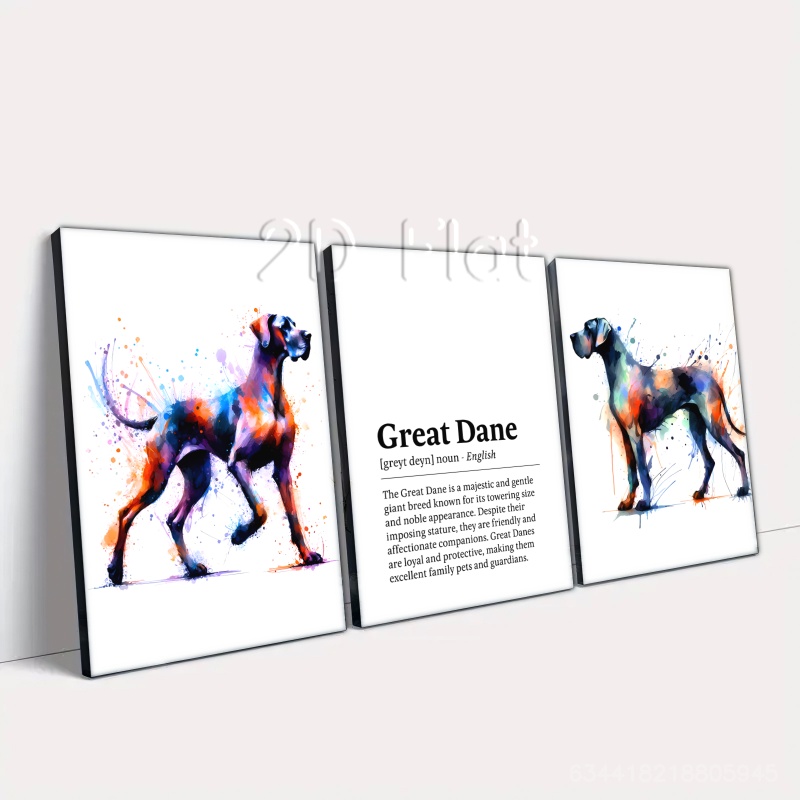 2D Flat
Great Dane
[greyt deyn] noun - English
The Great Dane is a majestic and gentle
giant breed known for its towering size
and noble appearance. Despite their
imposing stature, they are friendly and
affectionate companions. Great Danes
are loyal and protective, making them
excellent family pets and guardians.
634418218805945